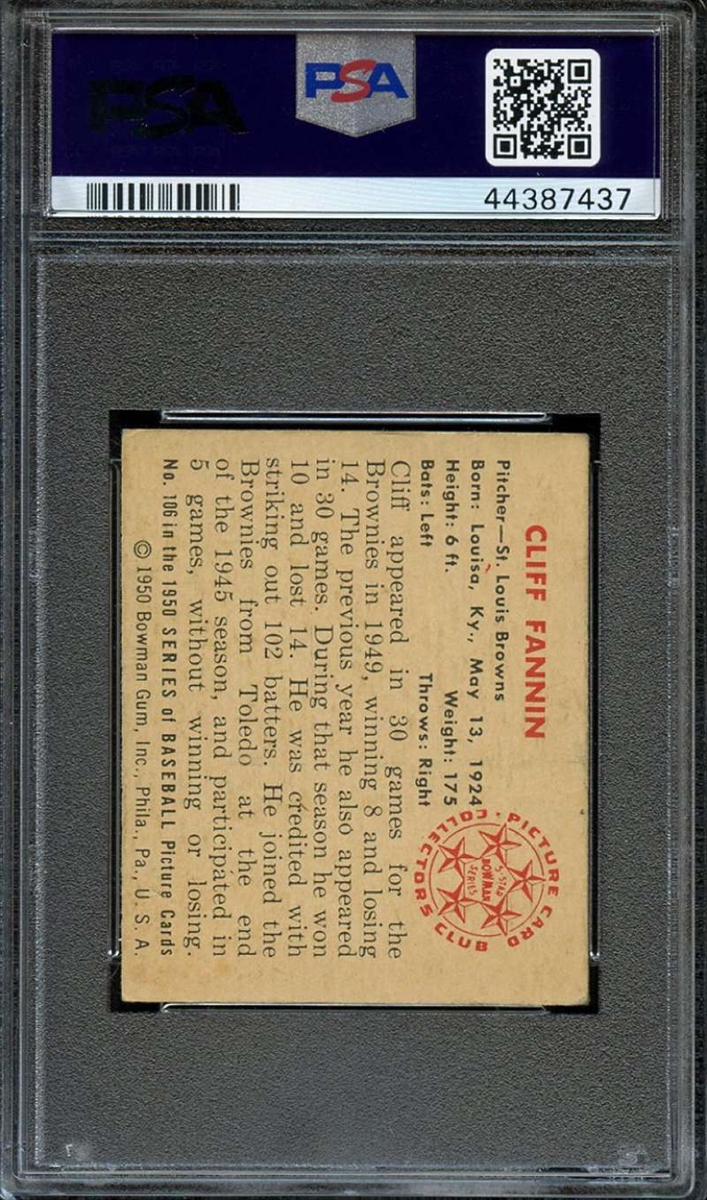 PSA
PSA
44387437
CLIFF FANNIN
Pitcher—St. Louis Browns
Born: Louisa, Ky., May 13, 1924
Height: 6 ft. Weight: 175
Bats: Left Throws: Right
Cliff appeared in 30 games for the
Brownies in 1949, winning 8 and losing
14. The previous year he also appeared
in 30 games. During that season he won
10 and lost 14. He was credited with
striking out 102 batters. He joined the
Brownies from Toledo at the end
of the 1945 season, and participated in
5 games, without winning or losing.
No. 106 in the 1950 SERIES of BASEBALL Picture Cards
© 1950 Bowman Gum, Inc., Phila., Pa., U. S. A.
PICTURE CARD
COLLECTORS CLUB
5-STAR
BOWMAN
SERIES